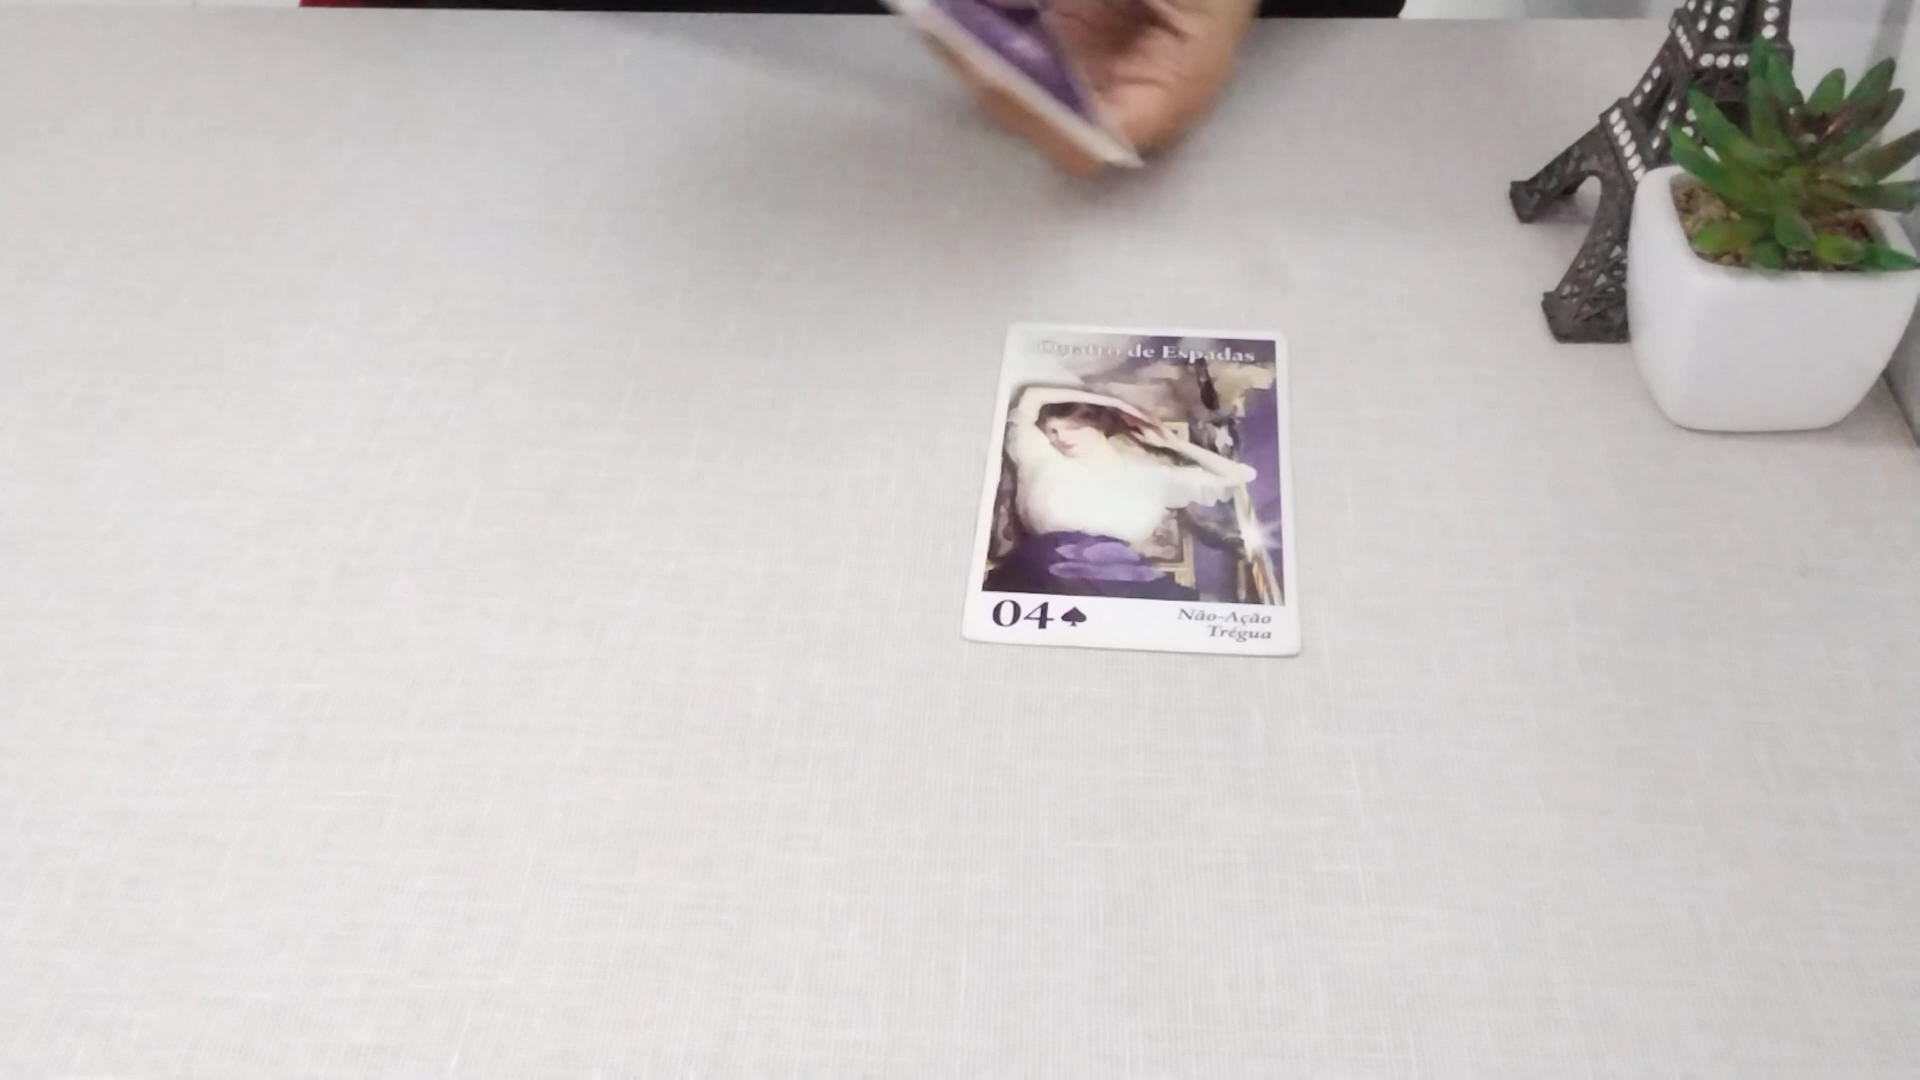 Quatro de Espadas
04♠
Não-Ação
Trégua